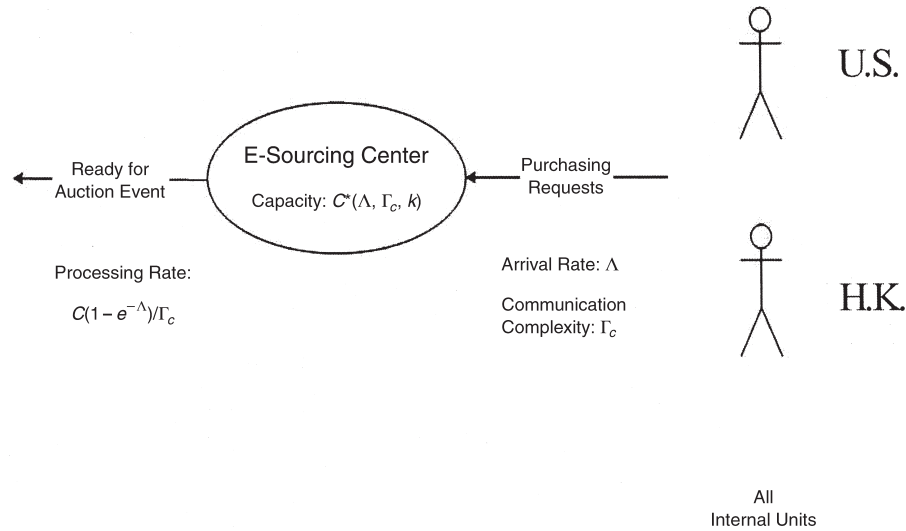 U.S.
E-Sourcing Center
Capacity: C*(Λ, Γc, k)
Ready for
Auction Event
Purchasing
Requests
Processing Rate:
C(1 – e^–Λ)/Γc
Arrival Rate: Λ
Communication
Complexity: Γc
H.K.
All
Internal Units